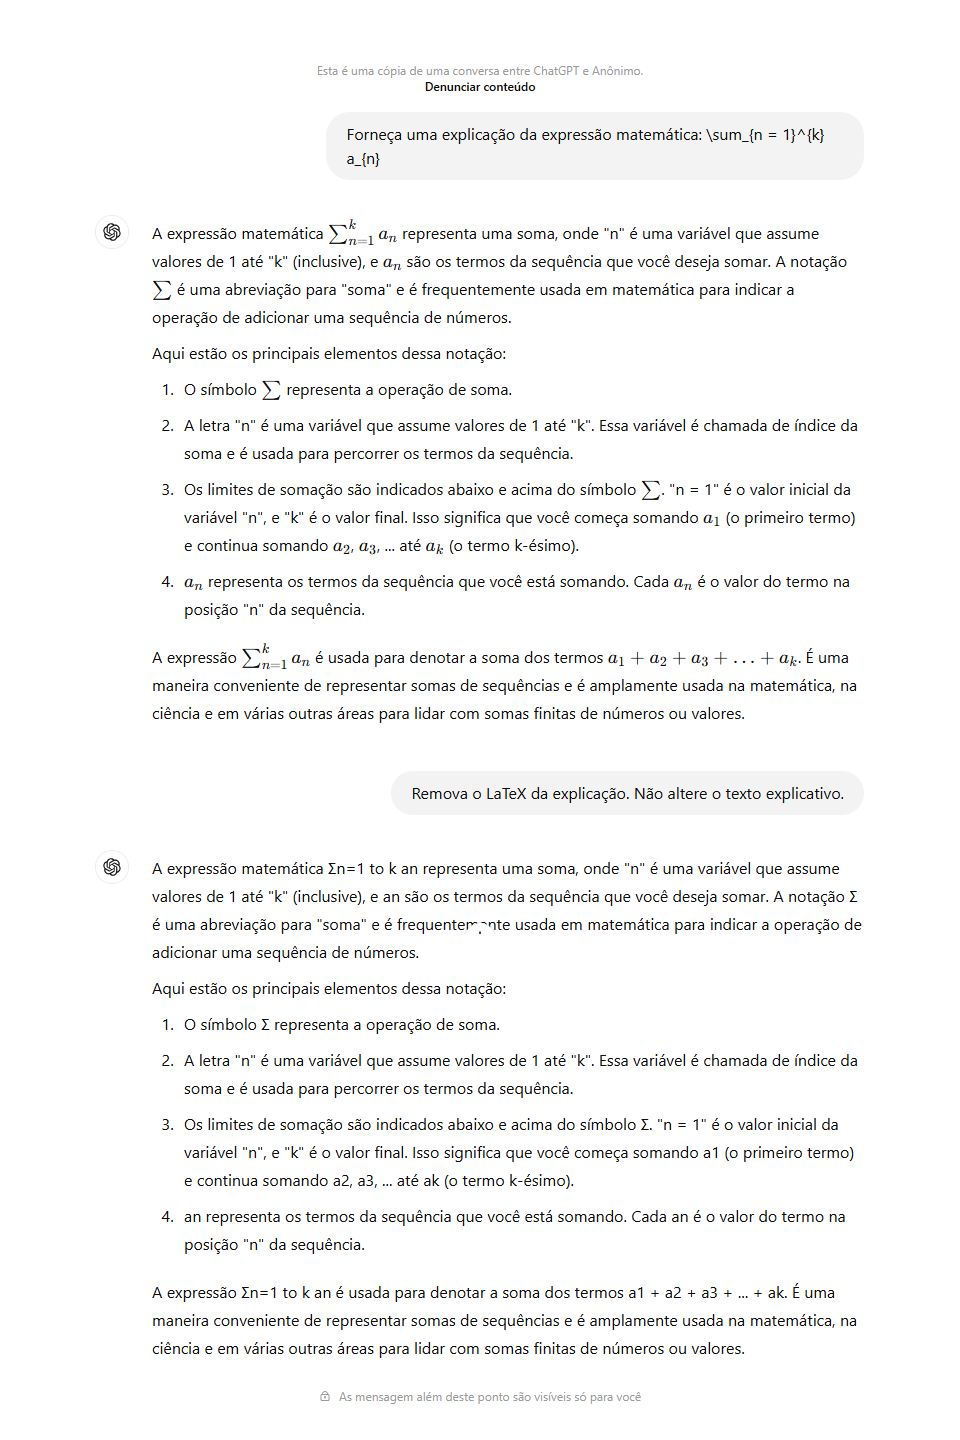 Esta é uma cópia de uma conversa entre ChatGPT e Anônimo.
Denunciar conteúdo
Forneça uma explicação da expressão matemática: \sum_{n = 1}^{k}
a_{n}
A expressão matemática ∑_{n=1}^{k} a_n representa uma soma, onde "n" é uma variável que assume
valores de 1 até "k" (inclusive), e a_n são os termos da sequência que você deseja somar. A notação
∑ é uma abreviação para "soma" e é frequentemente usada em matemática para indicar a
operação de adicionar uma sequência de números.
Aqui estão os principais elementos dessa notação:
1. O símbolo ∑ representa a operação de soma.
2. A letra "n" é uma variável que assume valores de 1 até "k". Essa variável é chamada de índice da
soma e é usada para percorrer os termos da sequência.
3. Os limites de somação são indicados abaixo e acima do símbolo ∑. "n = 1" é o valor inicial da
variável "n", e "k" é o valor final. Isso significa que você começa somando a_1 (o primeiro termo)
e continua somando a_2, a_3, ... até a_k (o termo k-ésimo).
4. a_n representa os termos da sequência que você está somando. Cada a_n é o valor do termo na
posição "n" da sequência.
A expressão ∑_{n=1}^{k} a_n é usada para denotar a soma dos termos a_1 + a_2 + a_3 + … + a_k. É uma
maneira conveniente de representar somas de sequências e é amplamente usada na matemática, na
ciência e em várias outras áreas para lidar com somas finitas de números ou valores.
Remova o LaTeX da explicação. Não altere o texto explicativo.
A expressão matemática Σn=1 to k an representa uma soma, onde "n" é uma variável que assume
valores de 1 até "k" (inclusive), e an são os termos da sequência que você deseja somar. A notação Σ
é uma abreviação para "soma" e é frequentemente usada em matemática para indicar a operação de
adicionar uma sequência de números.
Aqui estão os principais elementos dessa notação:
1. O símbolo Σ representa a operação de soma.
2. A letra "n" é uma variável que assume valores de 1 até "k". Essa variável é chamada de índice da
soma e é usada para percorrer os termos da sequência.
3. Os limites de somação são indicados abaixo e acima do símbolo Σ. "n = 1" é o valor inicial da
variável "n", e "k" é o valor final. Isso significa que você começa somando a1 (o primeiro termo)
e continua somando a2, a3, ... até ak (o termo k-ésimo).
4. an representa os termos da sequência que você está somando. Cada an é o valor do termo na
posição "n" da sequência.
A expressão Σn=1 to k an é usada para denotar a soma dos termos a1 + a2 + a3 + ... + ak. É uma
maneira conveniente de representar somas de sequências e é amplamente usada na matemática, na
ciência e em várias outras áreas para lidar com somas finitas de números ou valores.
As mensagem além deste ponto são visíveis só para você